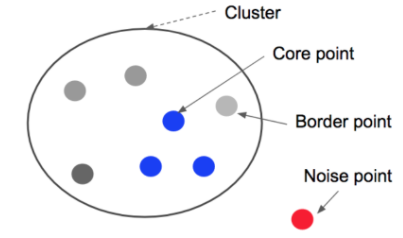 Cluster
Core point
Border point
Noise point